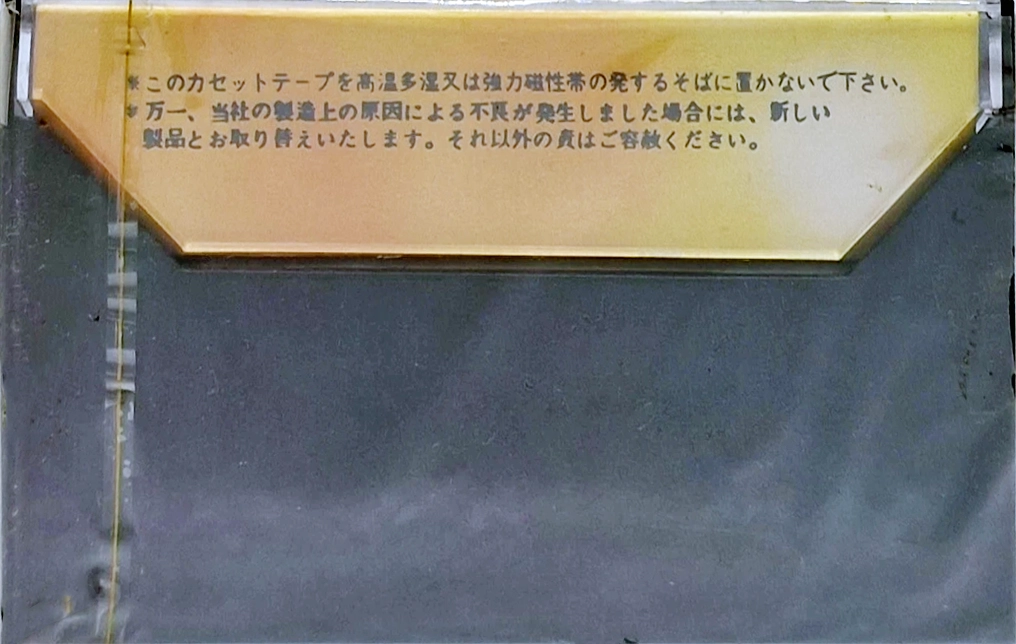 ※このカセットテープを高温多湿又は強力磁性帯の発するそばに置かないで下さい。
※万一、当社の製造上の原因による不良が発生しました場合には、新しい
製品とお取り替えいたします。それ以外の責はご容赦ください。